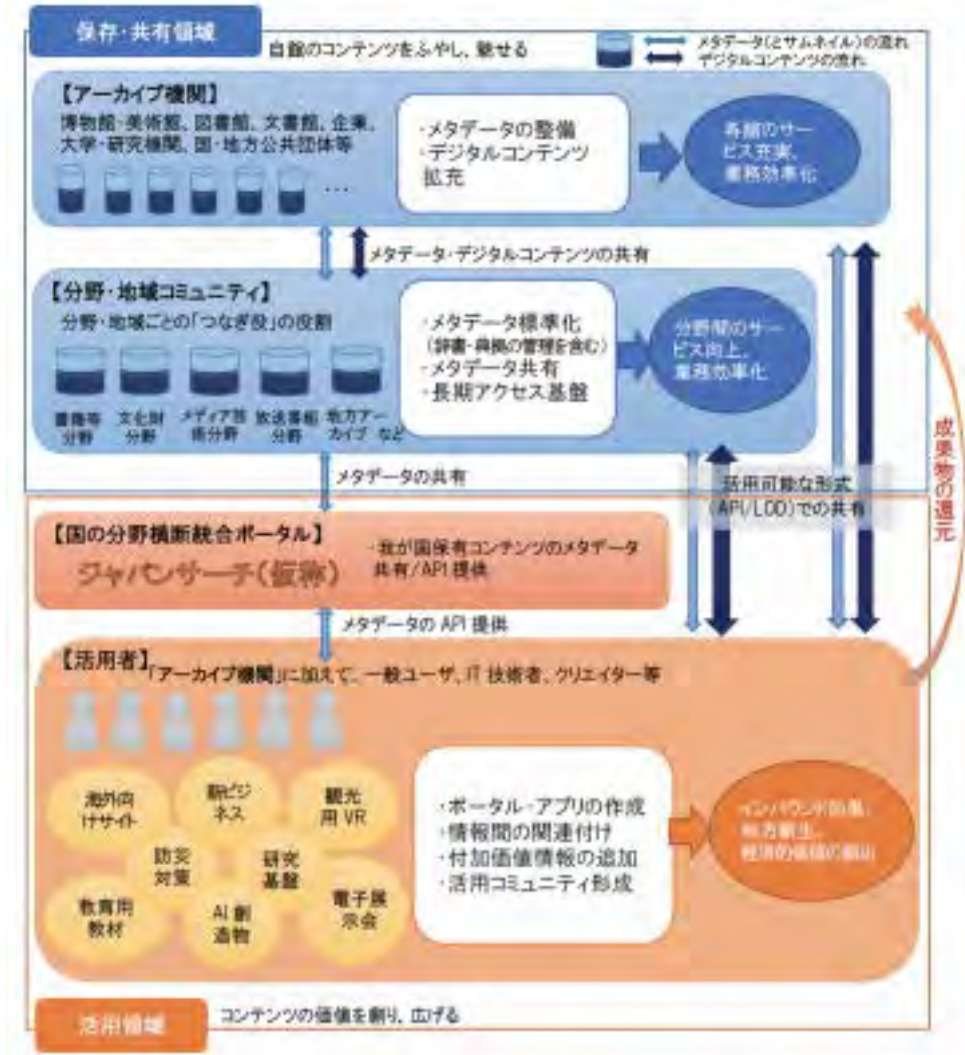 保存・共有領域
自館のコンテンツをふやし、魅せる
メタデータ(とサムネイル)の流れ
デジタルコンテンツの流れ
【アーカイブ機関】
博物館・美術館、図書館、文書館、企業、
大学・研究機関、国・地方公共団体等
…
・メタデータの整備
・デジタルコンテンツ
拡充
各館のサー
ビス充実、
業務効率化
メタデータ・デジタルコンテンツの共有
【分野・地域コミュニティ】
分野・地域ごとの「つなぎ役」の役割
書籍等
分野
文化財
分野
メディア芸
術分野
放送番組
分野
地方アー
カイブ など
・メタデータ標準化
(辞書・典拠の管理を含む)
・メタデータ共有
・長期アクセス基盤
分野間のサー
ビス向上、
業務効率化
メタデータの共有
活用可能な形式
(API/LOD)での共有
成果物の還元
【国の分野横断統合ポータル】
ジャパンサーチ(仮称)
・我が国保有コンテンツのメタデータ
共有/API 提供
メタデータの API 提供
【活用者】
「アーカイブ機関」に加えて、一般ユーザ、IT 技術者、クリエイター等
海外向
けサイト
新ビジ
ネス
観光
用 VR
防災
対策
研究
基盤
教育用
教材
AI 創
造物
電子展
示会
・ポータル・アプリの作成
・情報間の関連付け
・付加価値情報の追加
・活用コミュニティ形成
インバウンド効果、
地方創生、
経済的価値の創出
活用領域
コンテンツの価値を創り、広げる